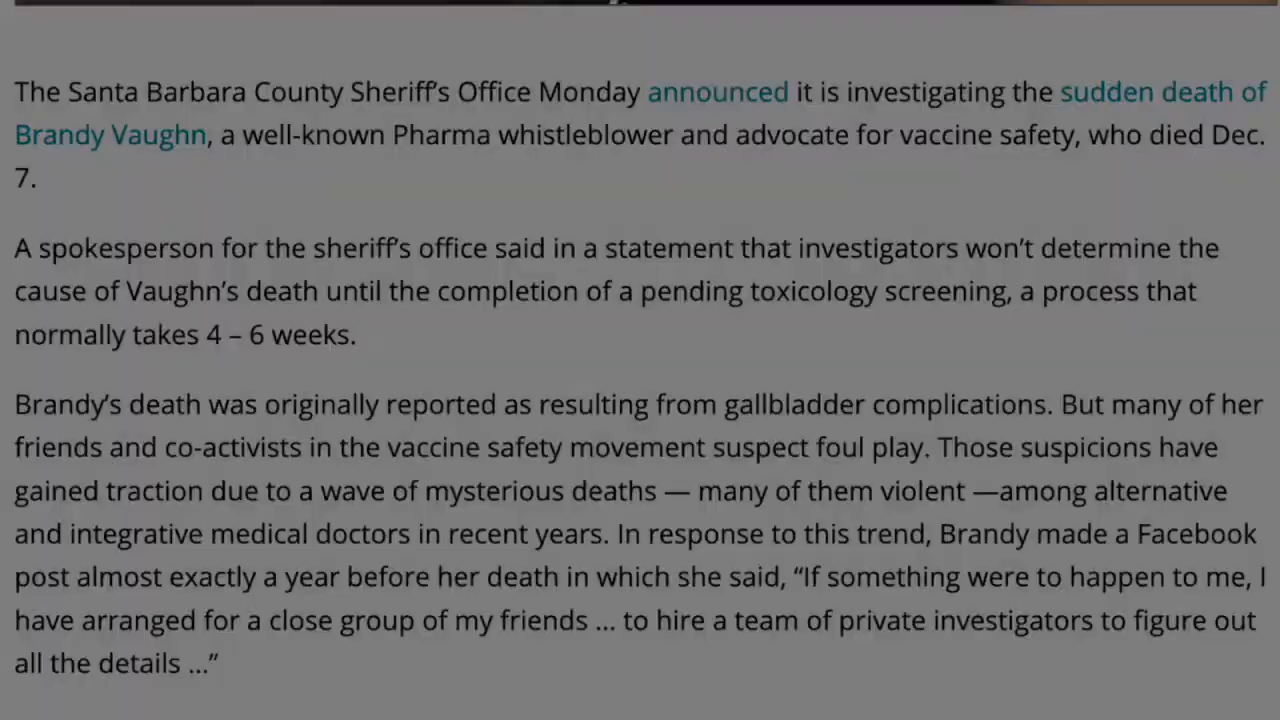 The Santa Barbara County Sheriff’s Office Monday announced it is investigating the sudden death of
Brandy Vaughn, a well-known Pharma whistleblower and advocate for vaccine safety, who died Dec.
7.
A spokesperson for the sheriff’s office said in a statement that investigators won’t determine the
cause of Vaughn’s death until the completion of a pending toxicology screening, a process that
normally takes 4 – 6 weeks.
Brandy’s death was originally reported as resulting from gallbladder complications. But many of her
friends and co-activists in the vaccine safety movement suspect foul play. Those suspicions have
gained traction due to a wave of mysterious deaths — many of them violent —among alternative
and integrative medical doctors in recent years. In response to this trend, Brandy made a Facebook
post almost exactly a year before her death in which she said, “If something were to happen to me, I
have arranged for a close group of my friends ... to hire a team of private investigators to figure out
all the details ...”